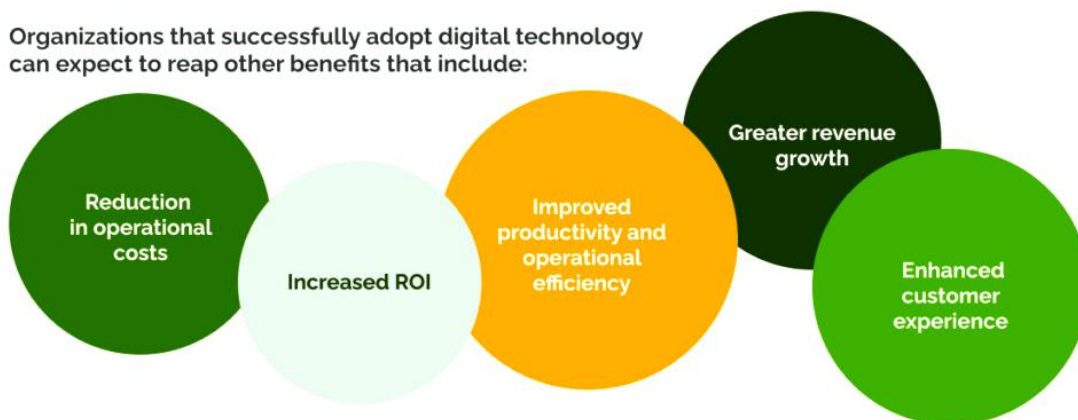 Organizations that successfully adopt digital technology
can expect to reap other benefits that include:
Reduction
in operational
costs
Increased ROI
Improved
productivity and
operational
efficiency
Greater revenue
growth
Enhanced
customer
experience